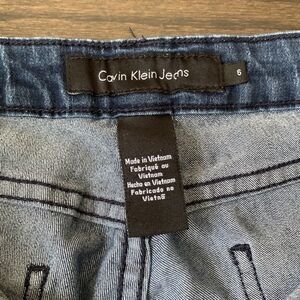 Calvin Klein Jeans
6
Made in Vietnam
Fabriqué au
Vietnam
Hecho en Vietnam
Fabricado no
Vietnã